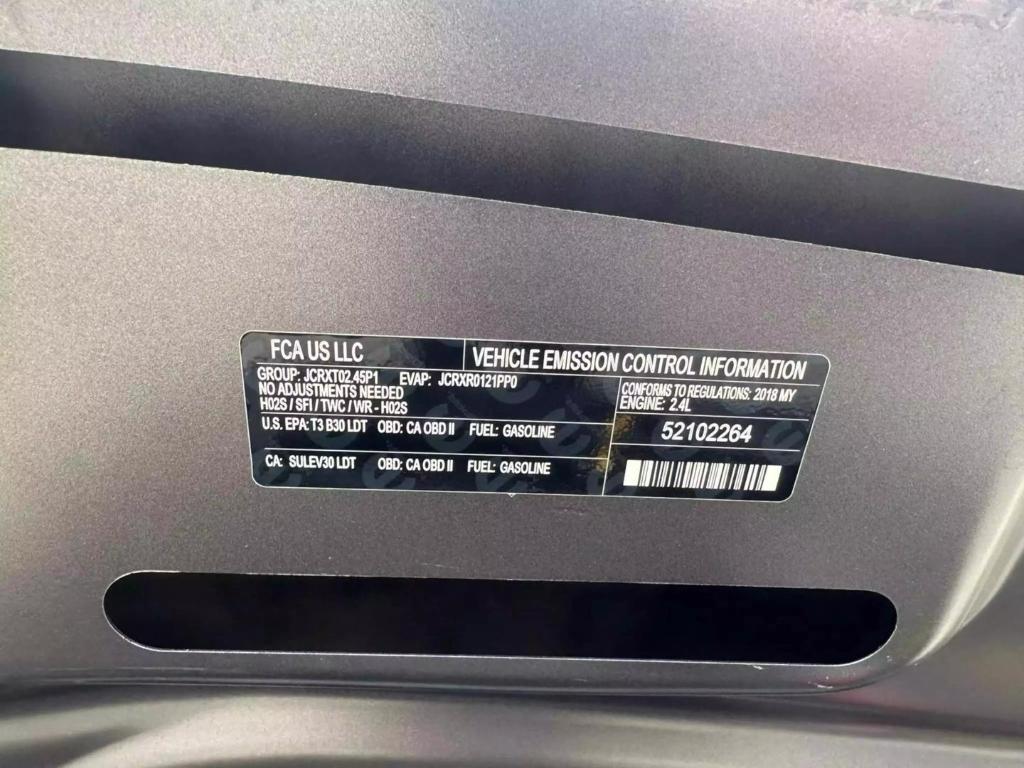 FCA US LLC
VEHICLE EMISSION CONTROL INFORMATION
GROUP: JCRXT02.45P1 EVAP: JCRXR0121PP0
NO ADJUSTMENTS NEEDED
H02S / SFI / TWC / WR - H02S
U.S. EPA: T3 B30 LDT OBD: CA OBD II FUEL: GASOLINE
CA: SULEV30 LDT OBD: CA OBD II FUEL: GASOLINE
CONFORMS TO REGULATIONS: 2018 MY
ENGINE: 2.4L
52102264